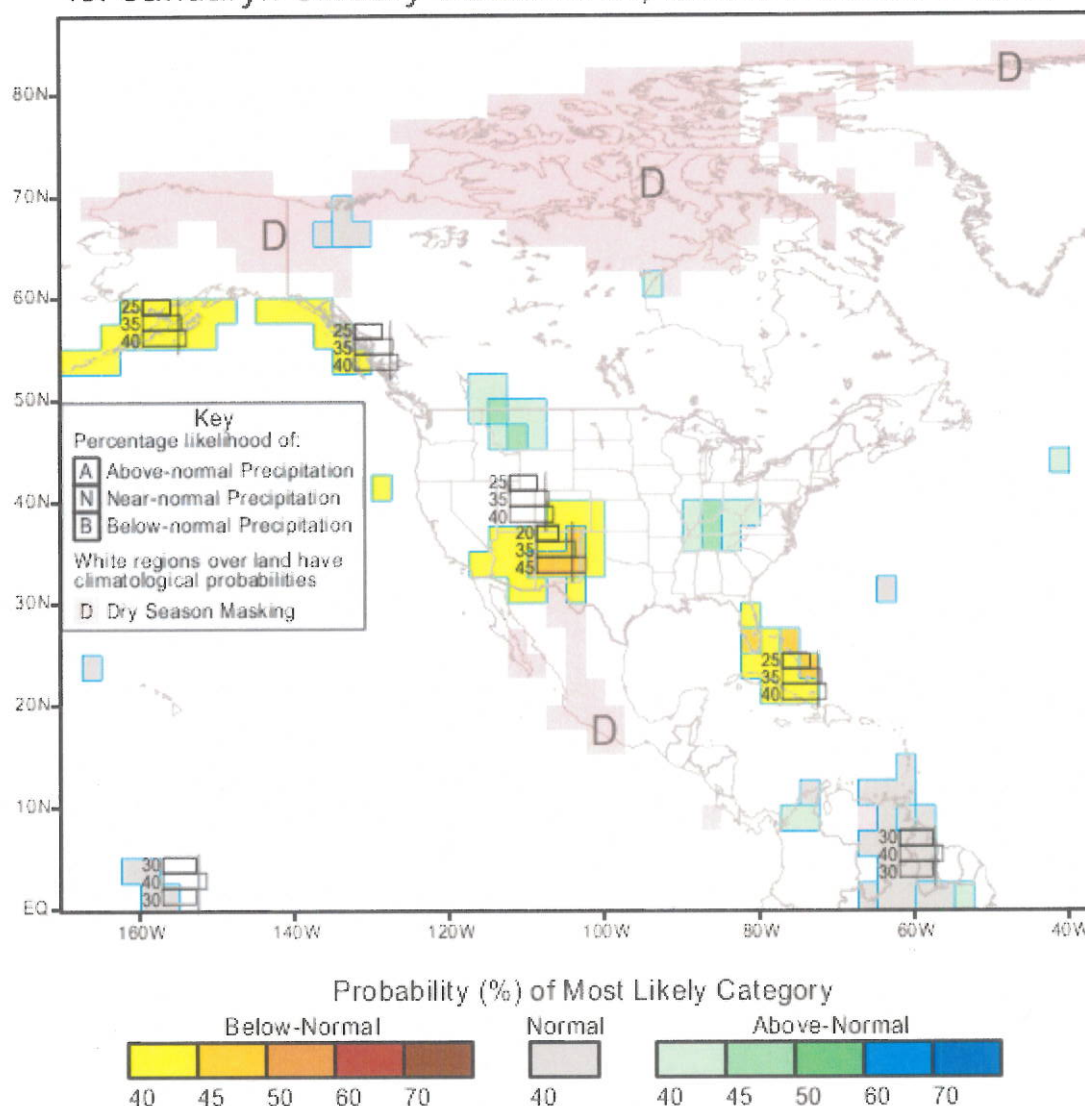 80N
D
70N
D
D
60N
25
35
40
25
35
40
50N
Key
Percentage likelihood of:
A Above-normal Precipitation
N Near-normal Precipitation
B Below-normal Precipitation
White regions over land have
climatological probabilities
D Dry Season Masking
40N
25
35
40
20
35
45
30N
25
35
40
20N
D
10N
30
40
30
30
40
30
EQ
160W 140W 120W 100W 80W 60W 40W
Probability (%) of Most Likely Category
Below-Normal Normal Above-Normal
40 45 50 60 70 40 40 45 50 60 70